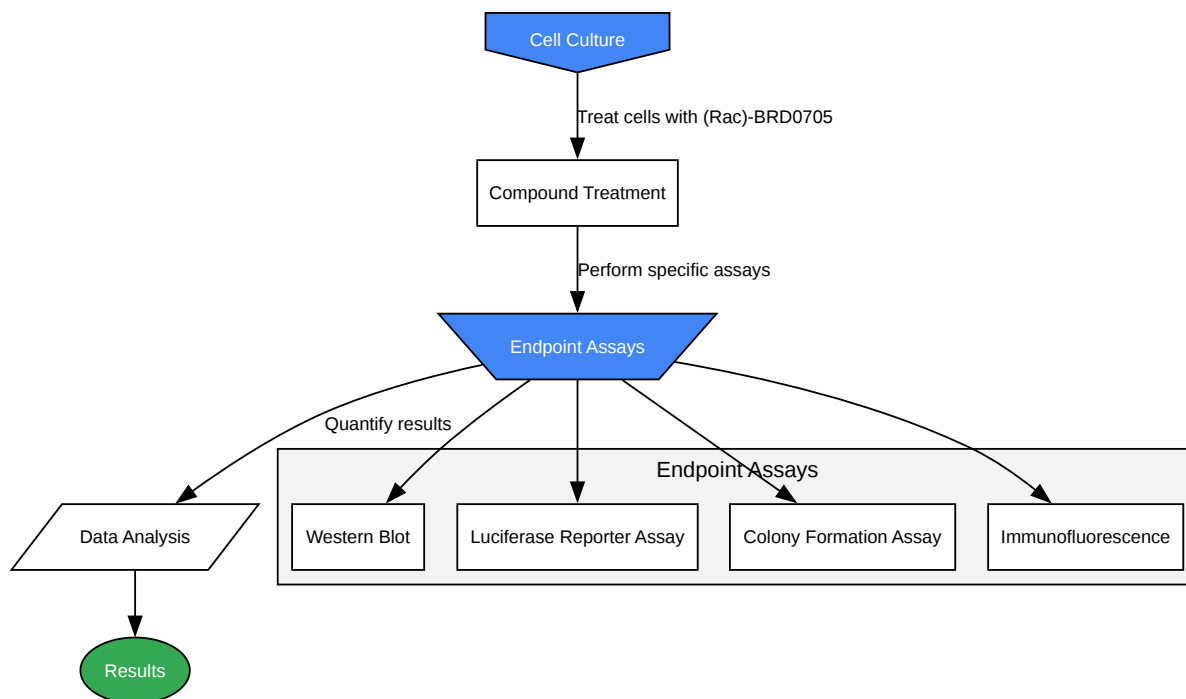 Cell Culture
Treat cells with (Rac)-BRD0705
Compound Treatment
Perform specific assays
Endpoint Assays
Quantify results
Endpoint Assays
Data Analysis
Western Blot
Luciferase Reporter Assay
Colony Formation Assay
Immunofluorescence
Results